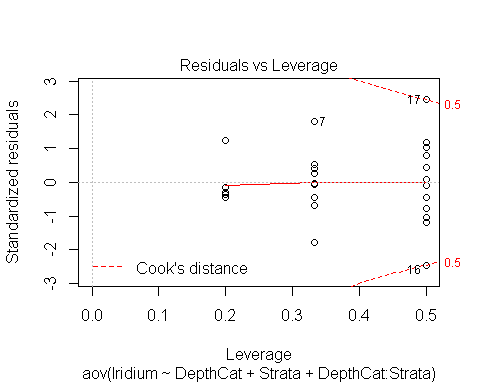 Residuals vs Leverage
Standardized residuals
3
2
1
0
-1
-2
-3
17
0.5
7
16
0.5
Cook's distance
0.0 0.1 0.2 0.3 0.4 0.5
Leverage
aov(Iridium ~ DepthCat + Strata + DepthCat:Strata)